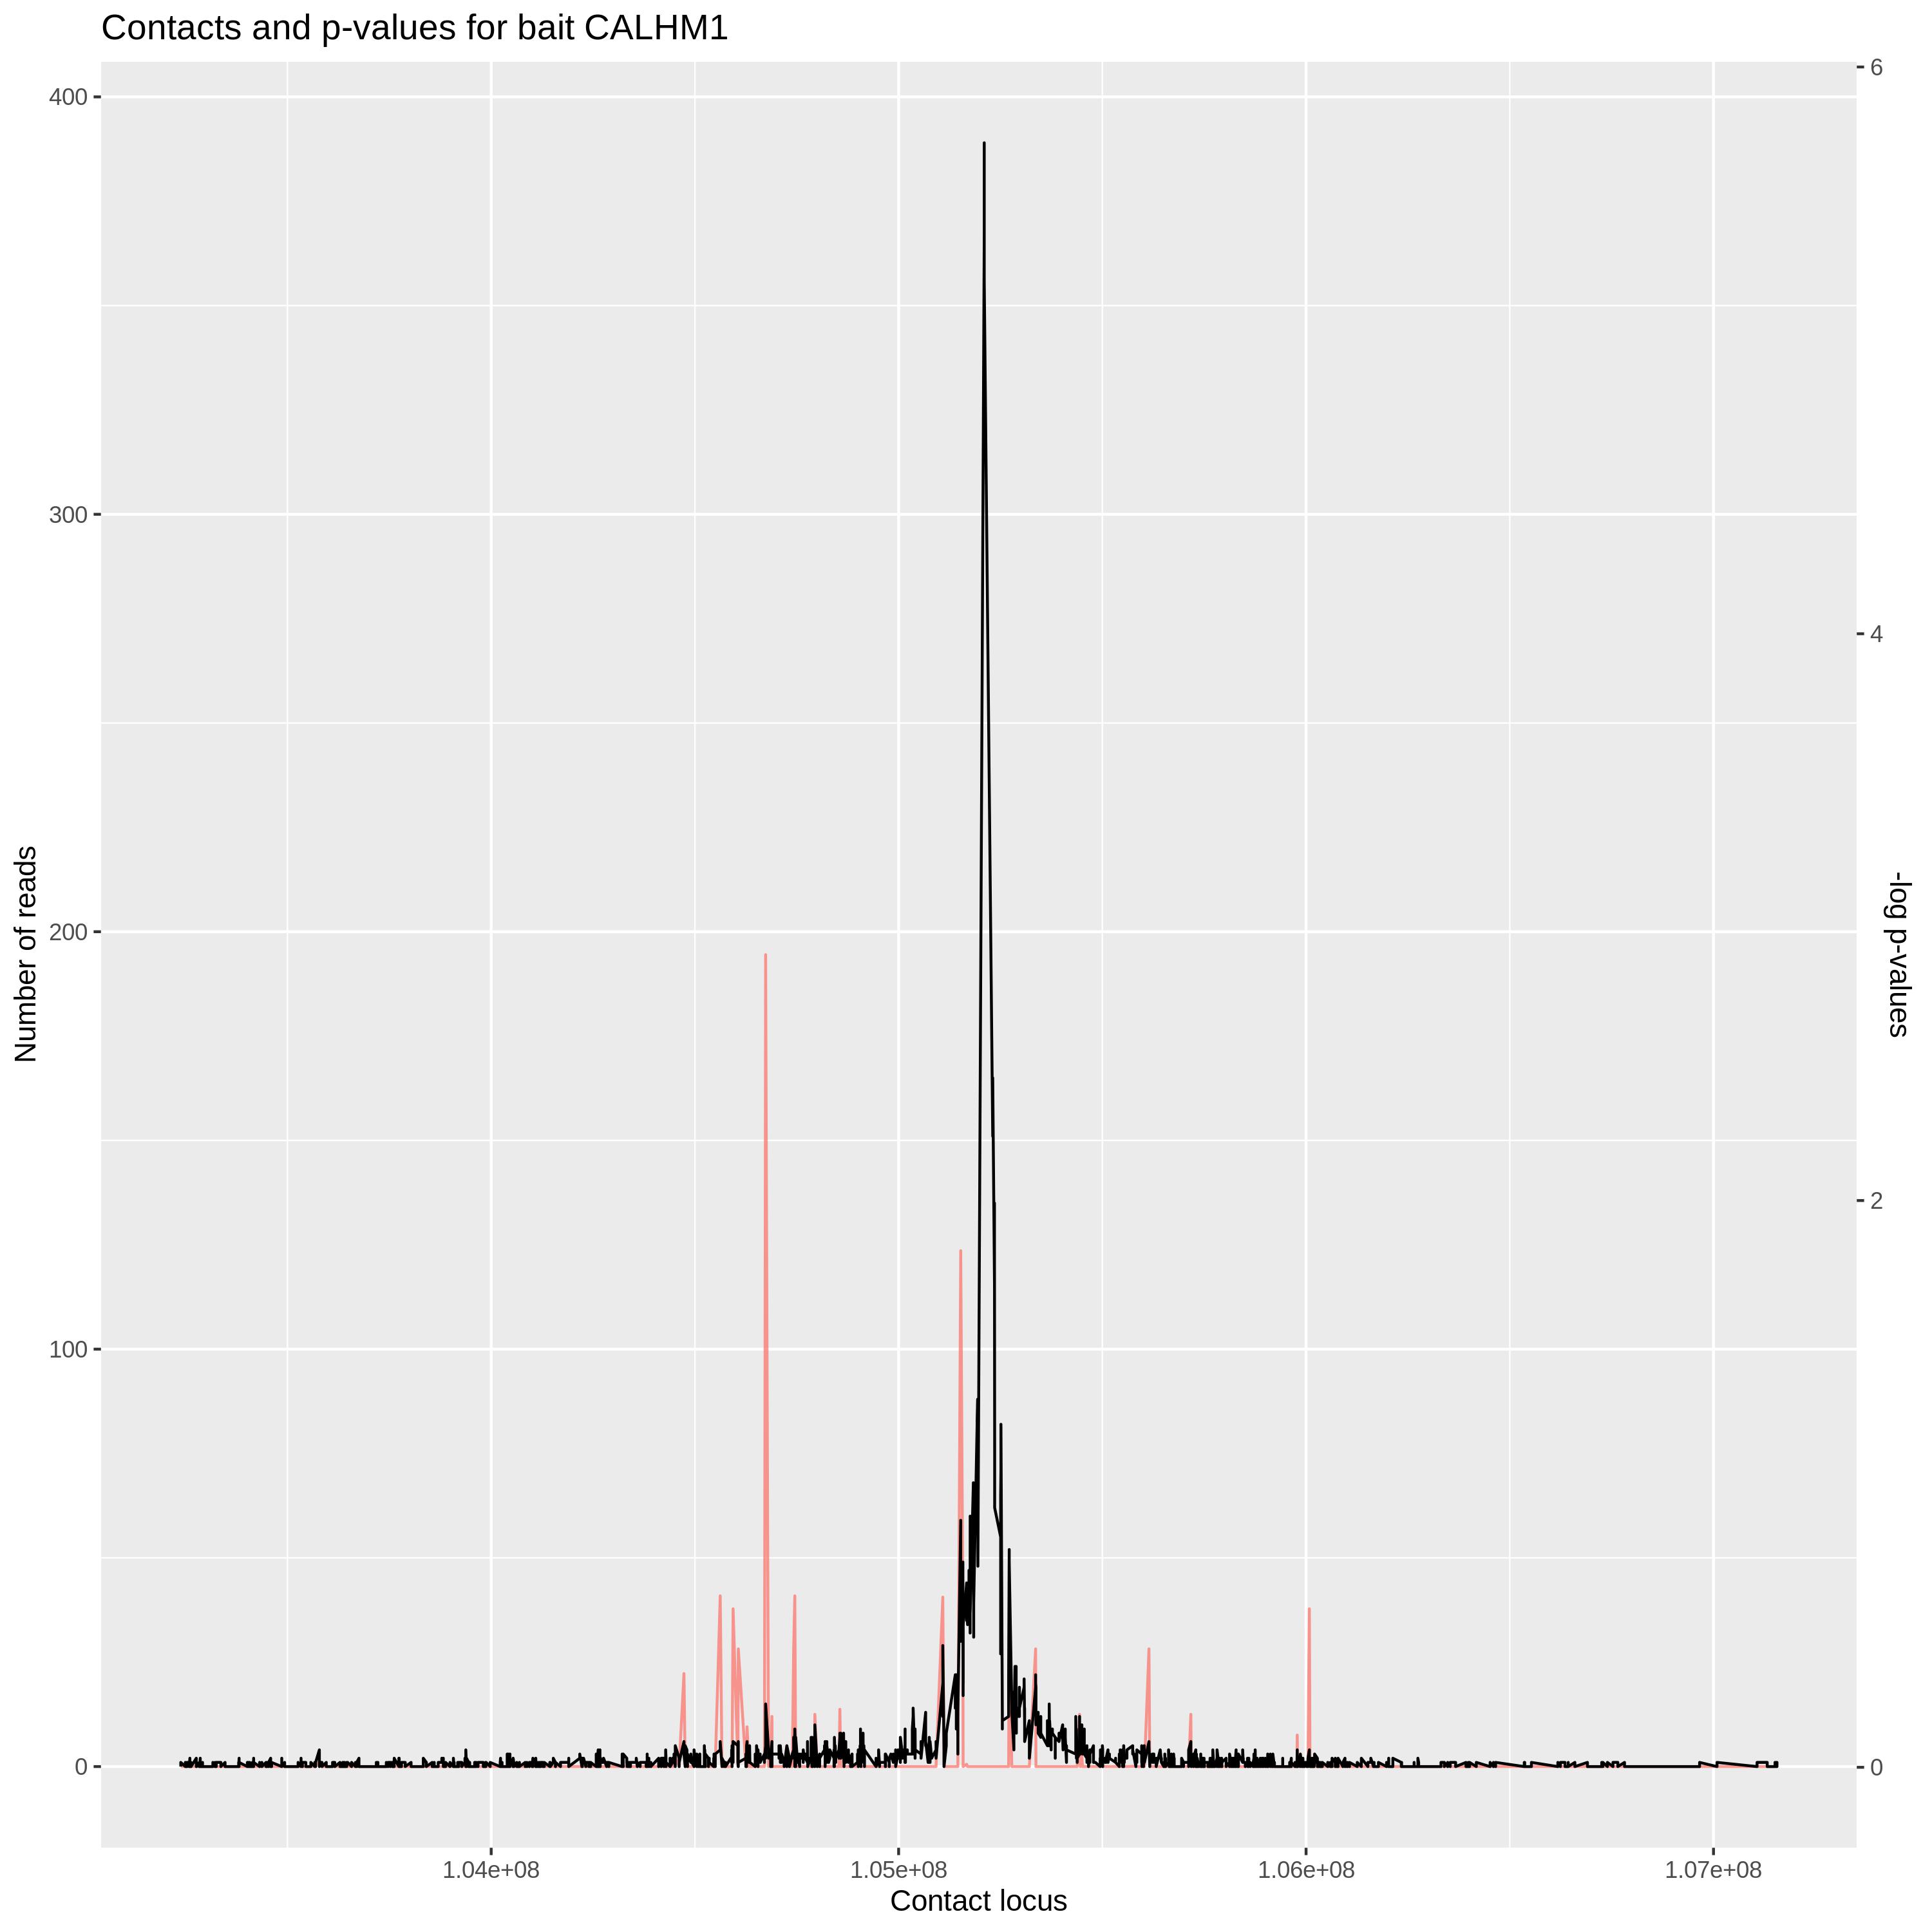 Contacts and p-values for bait CALHM1
400
300
200
100
0
Number of reads
6
4
2
0
-log p-values
1.04e+08
1.05e+08
1.06e+08
1.07e+08
Contact locus